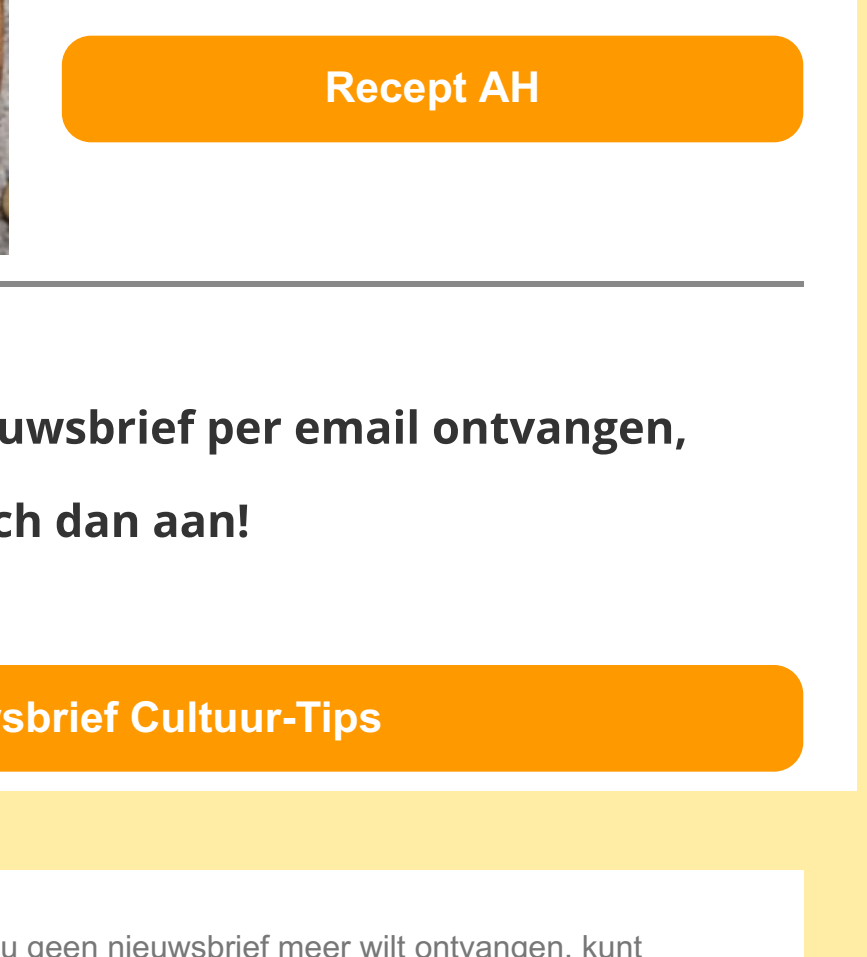 Recept AH
uwsbrief per email ontvangen,
ch dan aan!
sbrief Cultuur-Tips
u geen nieuwsbrief meer wilt ontvangen, kunt